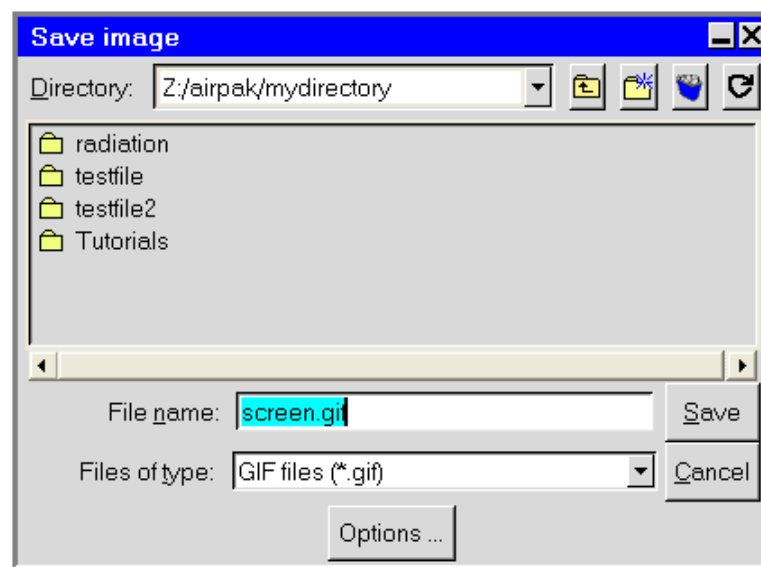 Save image
Directory: Z:/airpak/mydirectory
radiation
testfile
testfile2
Tutorials
File name: screen.gif Save
Files of type: GIF files (*.gif) Cancel
Options ...